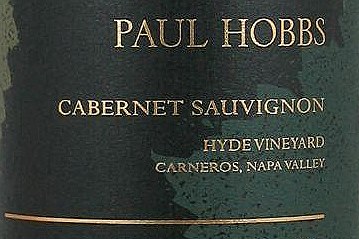 PAUL HOBBS
CABERNET SAUVIGNON
HYDE VINEYARD
CARNEROS, NAPA VALLEY